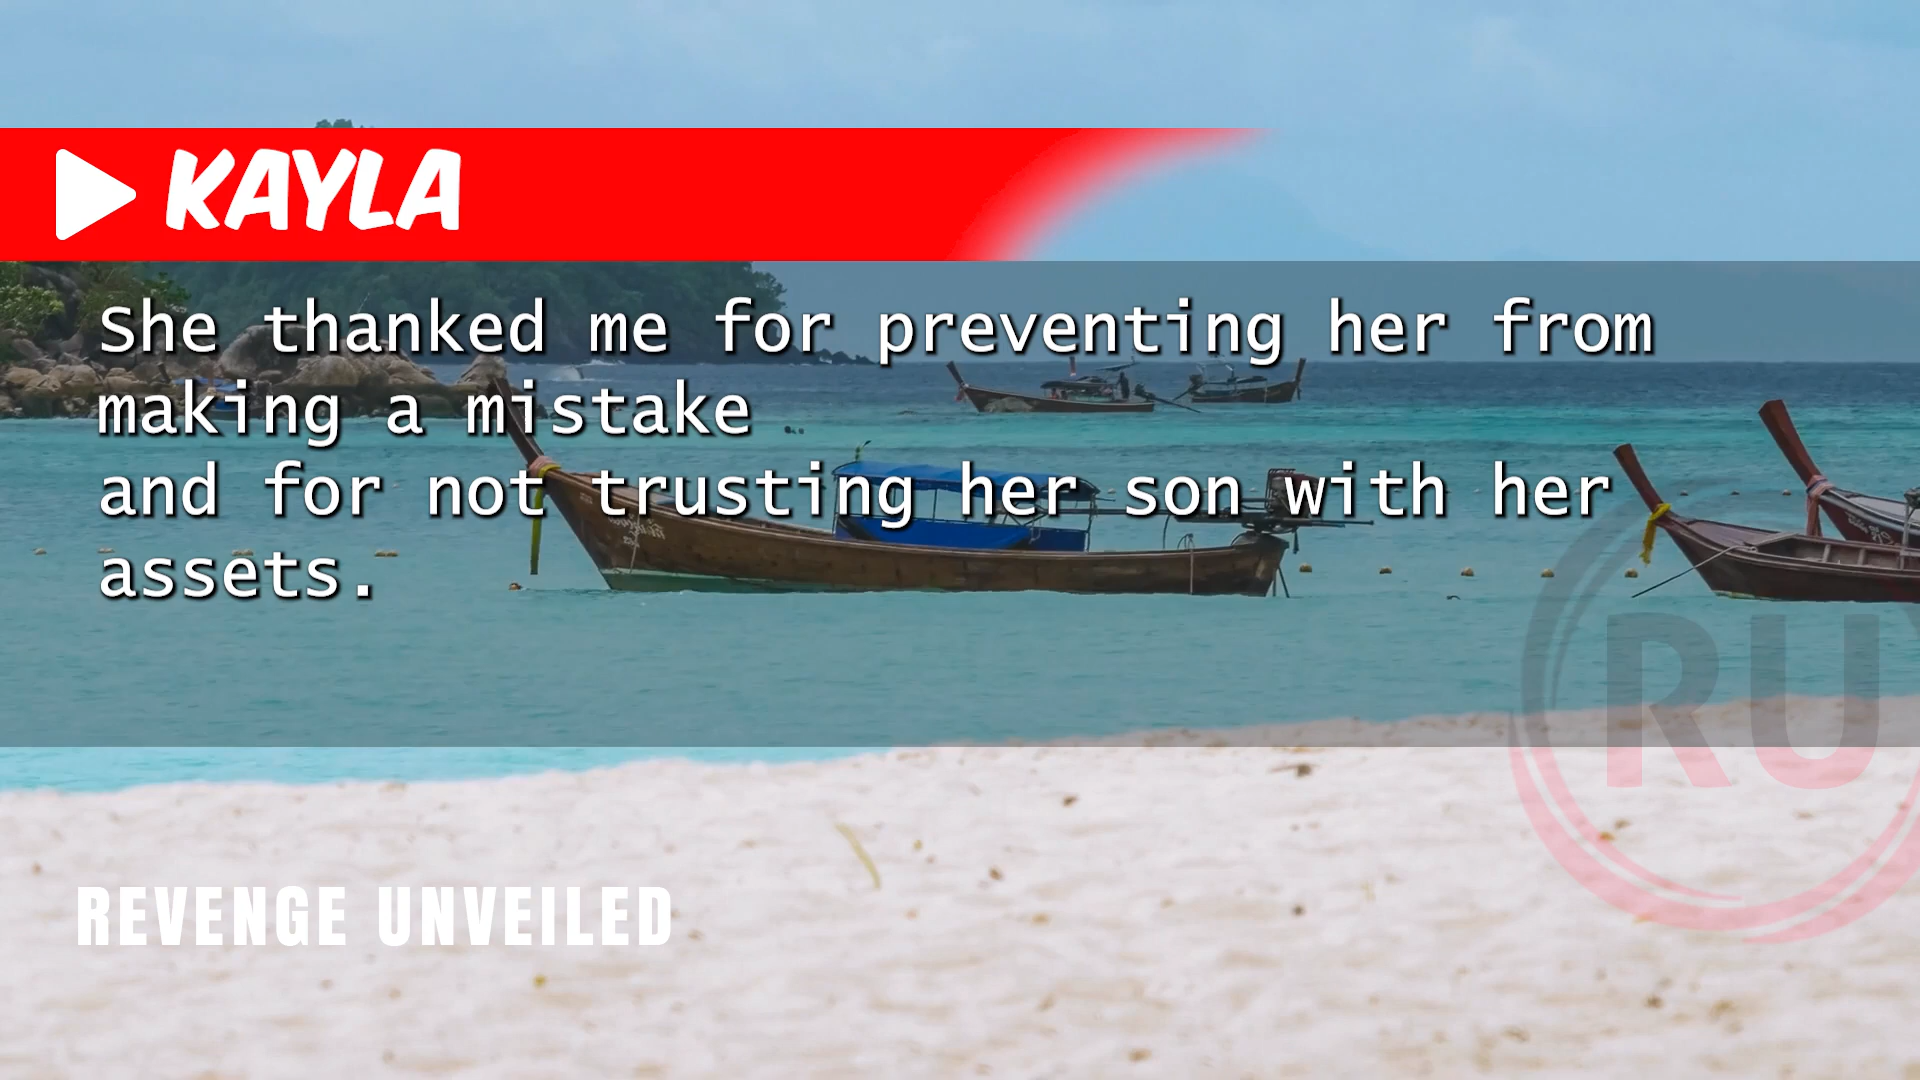 KAYLA
She thanked me for preventing her from
making a mistake
and for not trusting her son with her
assets.
RU
REVENGE UNVEILED